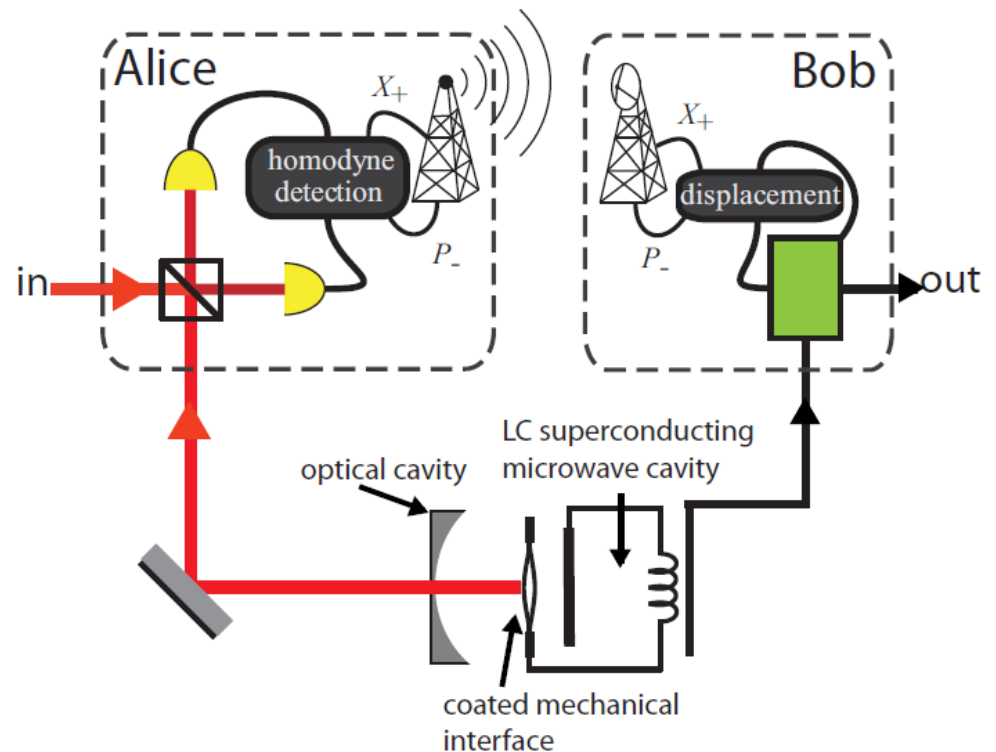 Alice
X+
homodyne
detection
P-
in
Bob
X+
displacement
P-
out
LC superconducting
microwave cavity
optical cavity
coated mechanical
interface